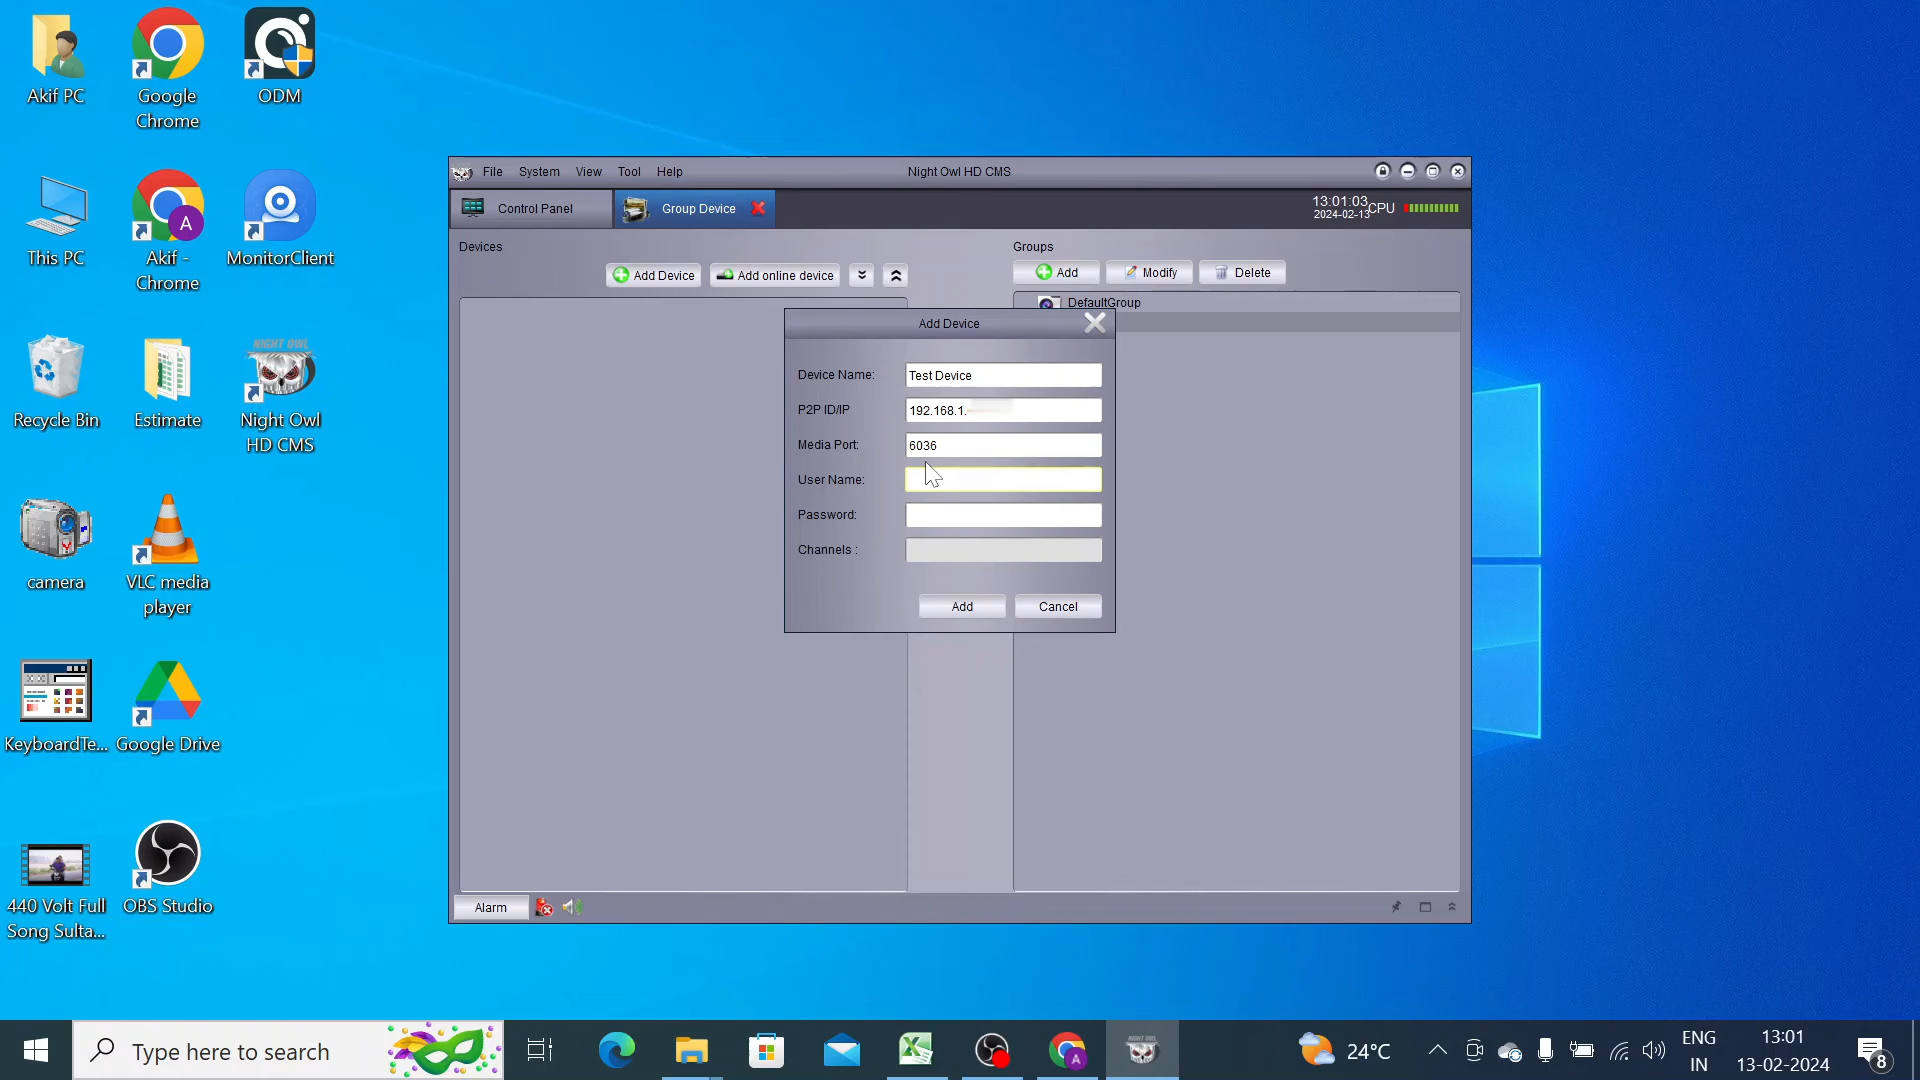 Akif PC
Google
Chrome
ODM
This PC
A
Akif -
Chrome
MonitorClient
Recycle Bin
Estimate
NIGHT OWL
Night Owl
HD CMS
camera
VLC media
player
KeyboardTe...
Google Drive
440 Volt Full
Song Sulta...
OBS Studio
File
System
View
Tool
Help
Night Owl HD CMS
Control Panel
Group Device
13:01:03
2024-02-13
CPU
Devices
Groups
Add Device
Add online device
Add
Modify
Delete
DefaultGroup
Add Device
Device Name:
Test Device
P2P ID/IP
192.168.1.
Media Port:
6036
User Name:
Password:
Channels :
Add
Cancel
Alarm
Type here to search
A
24°C
ENG
IN
13:01
13-02-2024
8